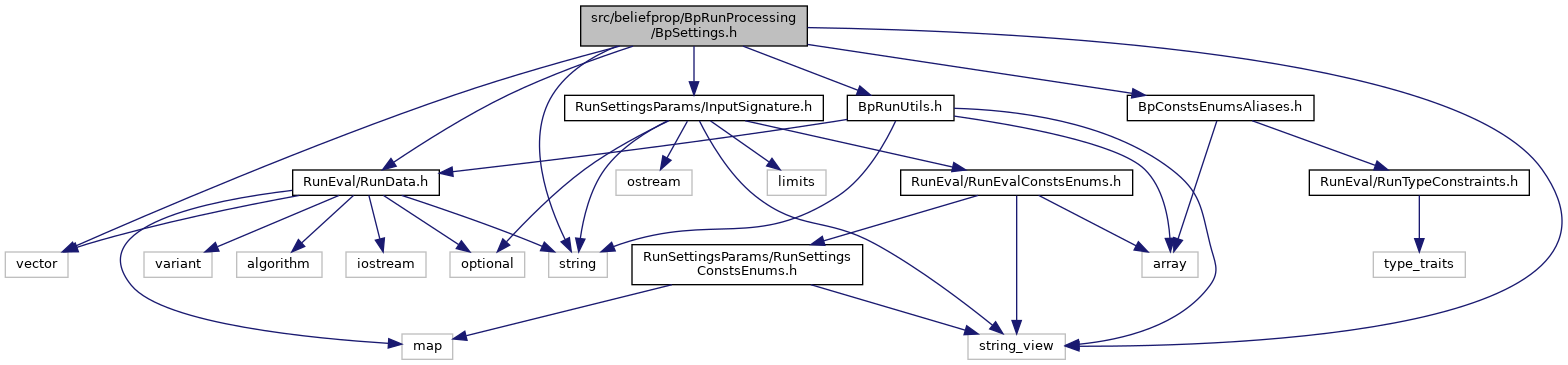 src/beliefprop/BpRunProcessing
/BpSettings.h
RunSettingsParams/InputSignature.h
BpRunUtils.h
BpConstsEnumsAliases.h
RunEval/RunData.h
ostream
limits
RunEval/RunEvalConstsEnums.h
RunEval/RunTypeConstraints.h
vector
variant
algorithm
iostream
optional
string
RunSettingsParams/RunSettings
ConstsEnums.h
array
type_traits
map
string_view